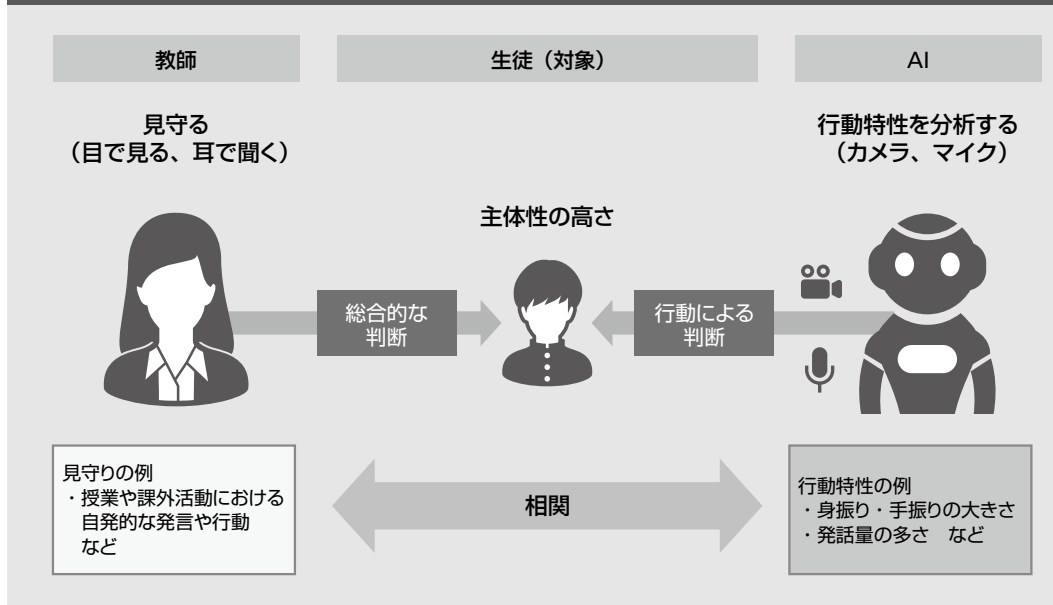 教師
生徒（対象）
AI
見守る
（目で見る、耳で聞く）
行動特性を分析する
（カメラ、マイク）
主体性の高さ
総合的な
判断
行動による
判断
見守りの例
・授業や課外活動における
自発的な発言や行動
など
相関
行動特性の例
・身振り・手振りの大きさ
・発話量の多さ　など